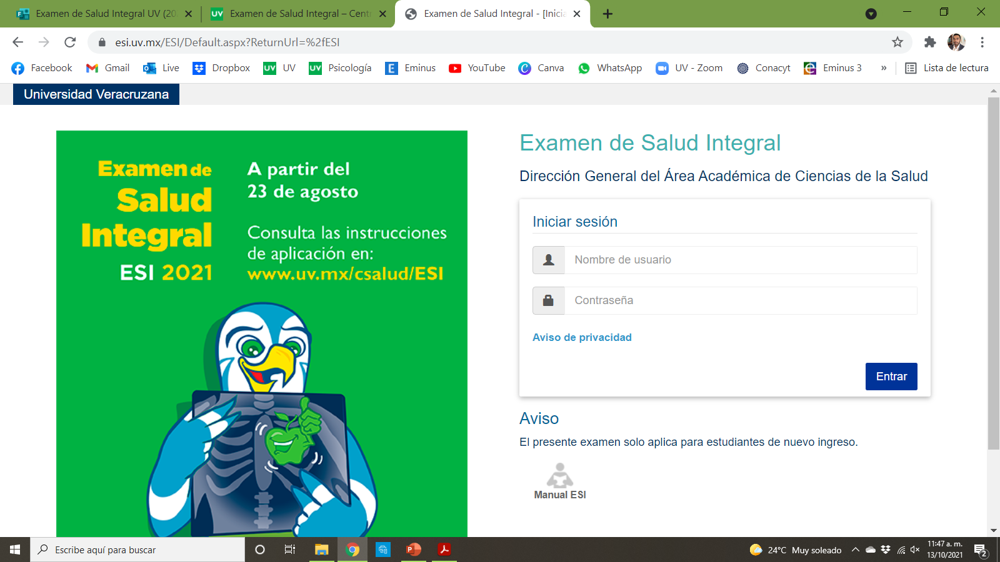 Examen de Salud Integral UV (20
Examen de Salud Integral – Cent
Examen de Salud Integral - [Inicia
esi.uv.mx/ESI/Default.aspx?ReturnUrl=%2fESI
Facebook
Gmail
Live
Dropbox
UV UV
UV Psicología
Eminus
YouTube
Canva
WhatsApp
UV - Zoom
Conacyt
Eminus 3
»
Lista de lectura
Universidad Veracruzana
Examen de
Salud
Integral
ESI 2021
A partir del
23 de agosto
Consulta las instrucciones
de aplicación en:
www.uv.mx/csalud/ESI
Examen de Salud Integral
Dirección General del Área Académica de Ciencias de la Salud
Iniciar sesión
Nombre de usuario
Contraseña
Aviso de privacidad
Entrar
Aviso
El presente examen solo aplica para estudiantes de nuevo ingreso.
Manual ESI
Escribe aquí para buscar
24°C Muy soleado
11:47 a. m.
13/10/2021
2